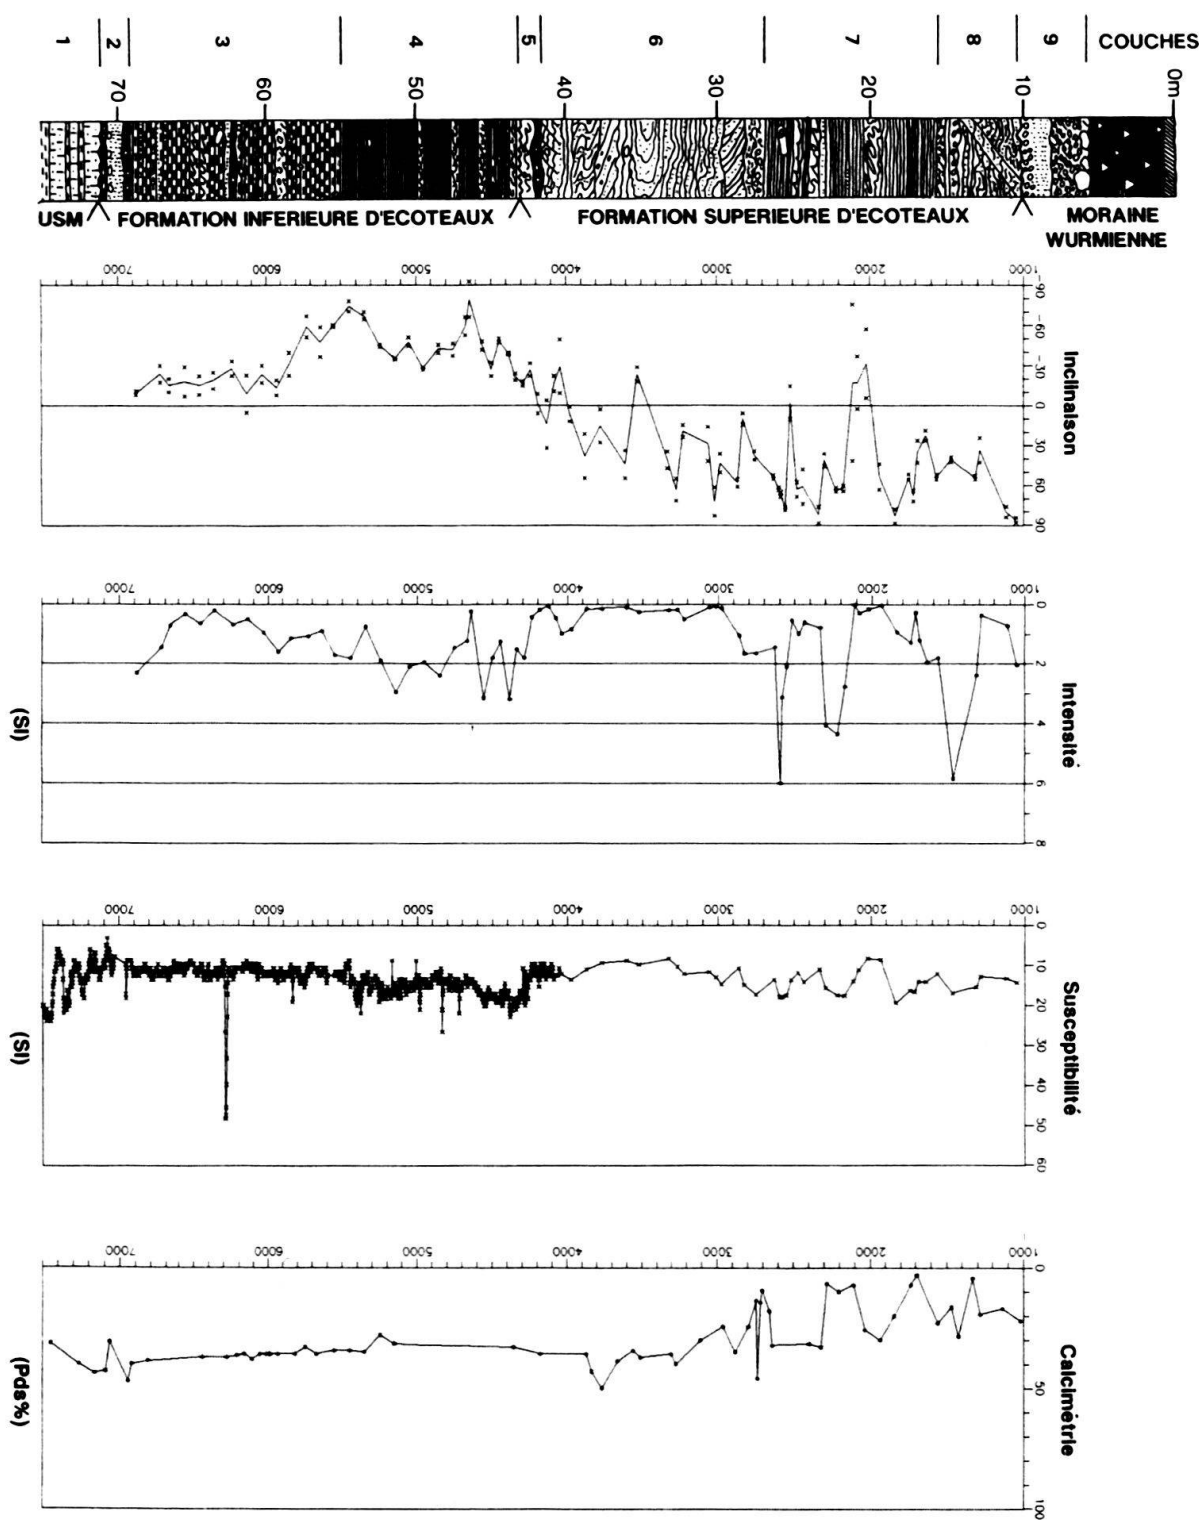 COUCHES
1 2 3 4 5 6 7 8 9
70 60 50 40 30 20 10 0m
USM FORMATION INFERIEURE D'ECOTEAUX FORMATION SUPERIEURE D'ECOTEAUX MORAINE
WURMIENNE
7000 6000 5000 4000 3000 2000 1000
-90
-60
-30
0
30
60
90
Inclinaison
7000 6000 5000 4000 3000 2000 1000
0
2
4
6
8
Intensité
(SI)
7000 6000 5000 4000 3000 2000 1000
0
10
20
30
40
50
60
Susceptibilité
(SI)
7000 6000 5000 4000 3000 2000 1000
0
50
100
Calcimétrie
(Pds%)